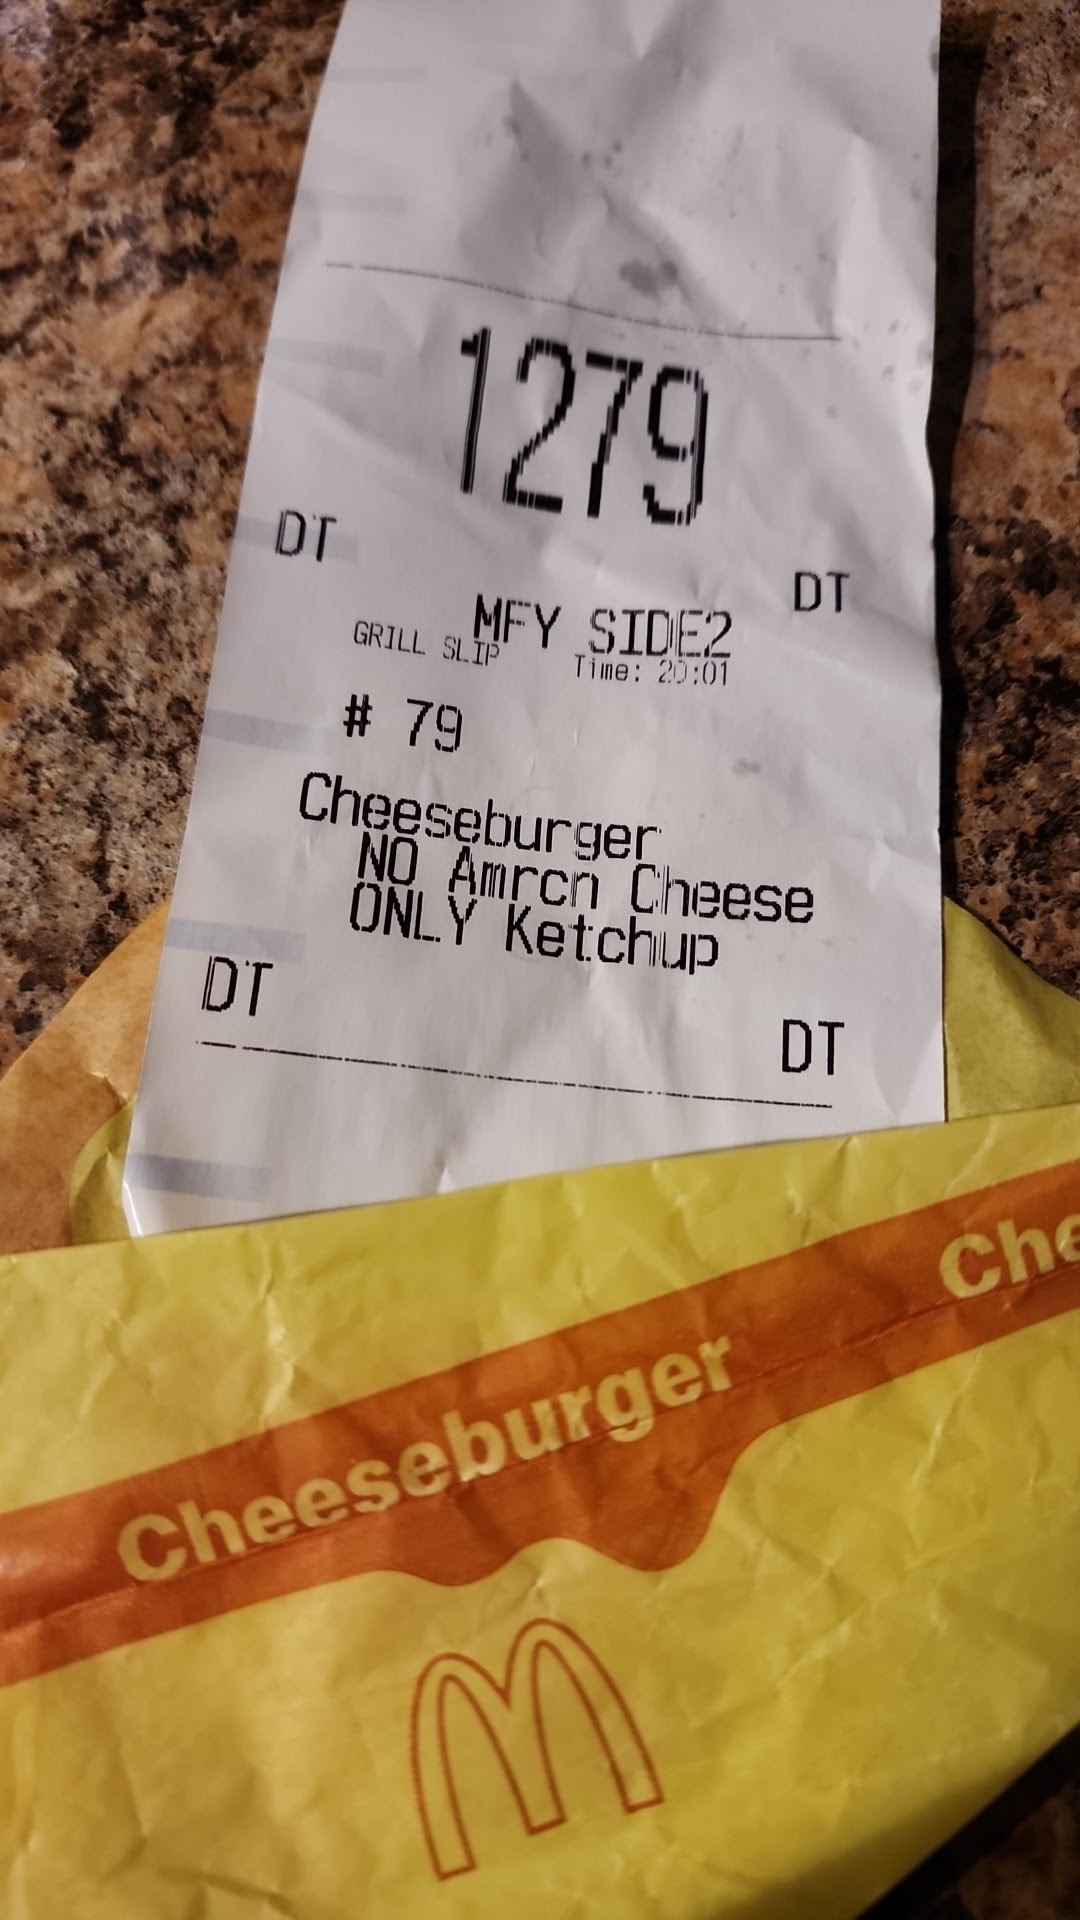 1279
DT DT
MFY SIDE2
GRILL SLIP Time: 20:01
# 79
Cheeseburger
NO Amrcn Cheese
ONLY Ketchup
DT DT
Cheeseburger Che